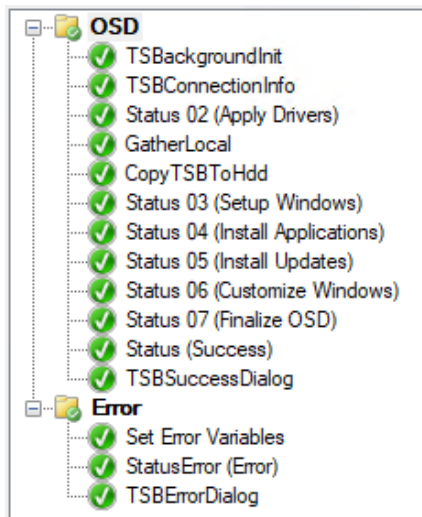 OSD
TSBackgroundInit
TSBConnectionInfo
Status 02 (Apply Drivers)
GatherLocal
CopyTSBToHdd
Status 03 (Setup Windows)
Status 04 (Install Applications)
Status 05 (Install Updates)
Status 06 (Customize Windows)
Status 07 (Finalize OSD)
Status (Success)
TSBSuccessDialog
Error
Set Error Variables
StatusError (Error)
TSBErrorDialog